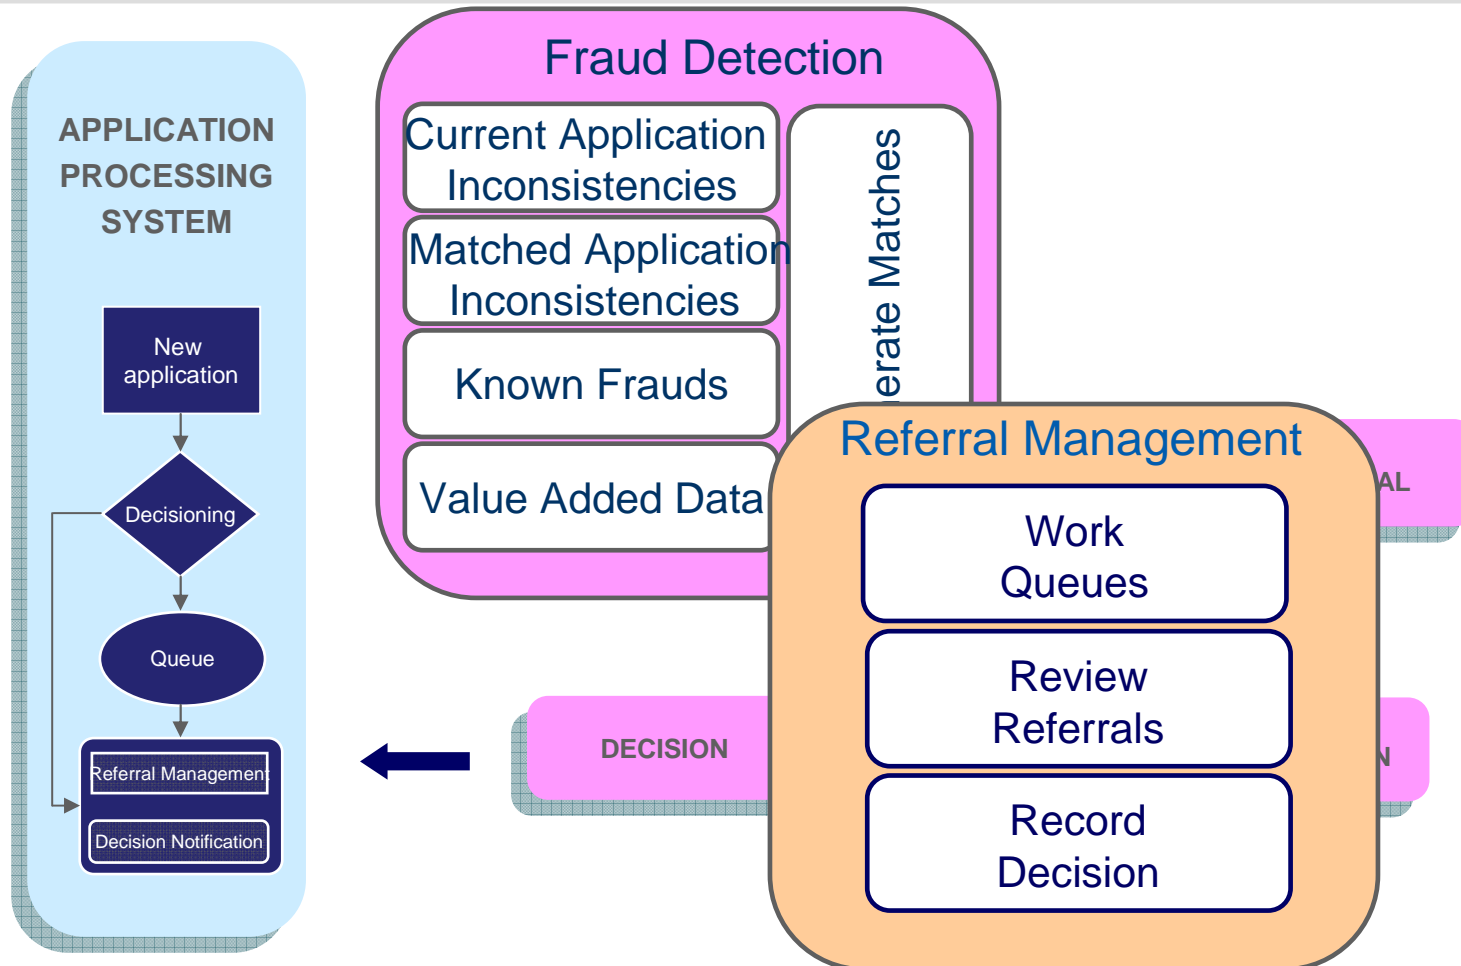 APPLICATION
PROCESSING
SYSTEM
New
application
Decisioning
Queue
Referral Management
Decision Notification
Fraud Detection
Current Application
Inconsistencies
Matched Application
Inconsistencies
Known Frauds
Value Added Data
erate Matches
Referral Management
Work
Queues
Review
Referrals
Record
Decision
AL
DECISION
N